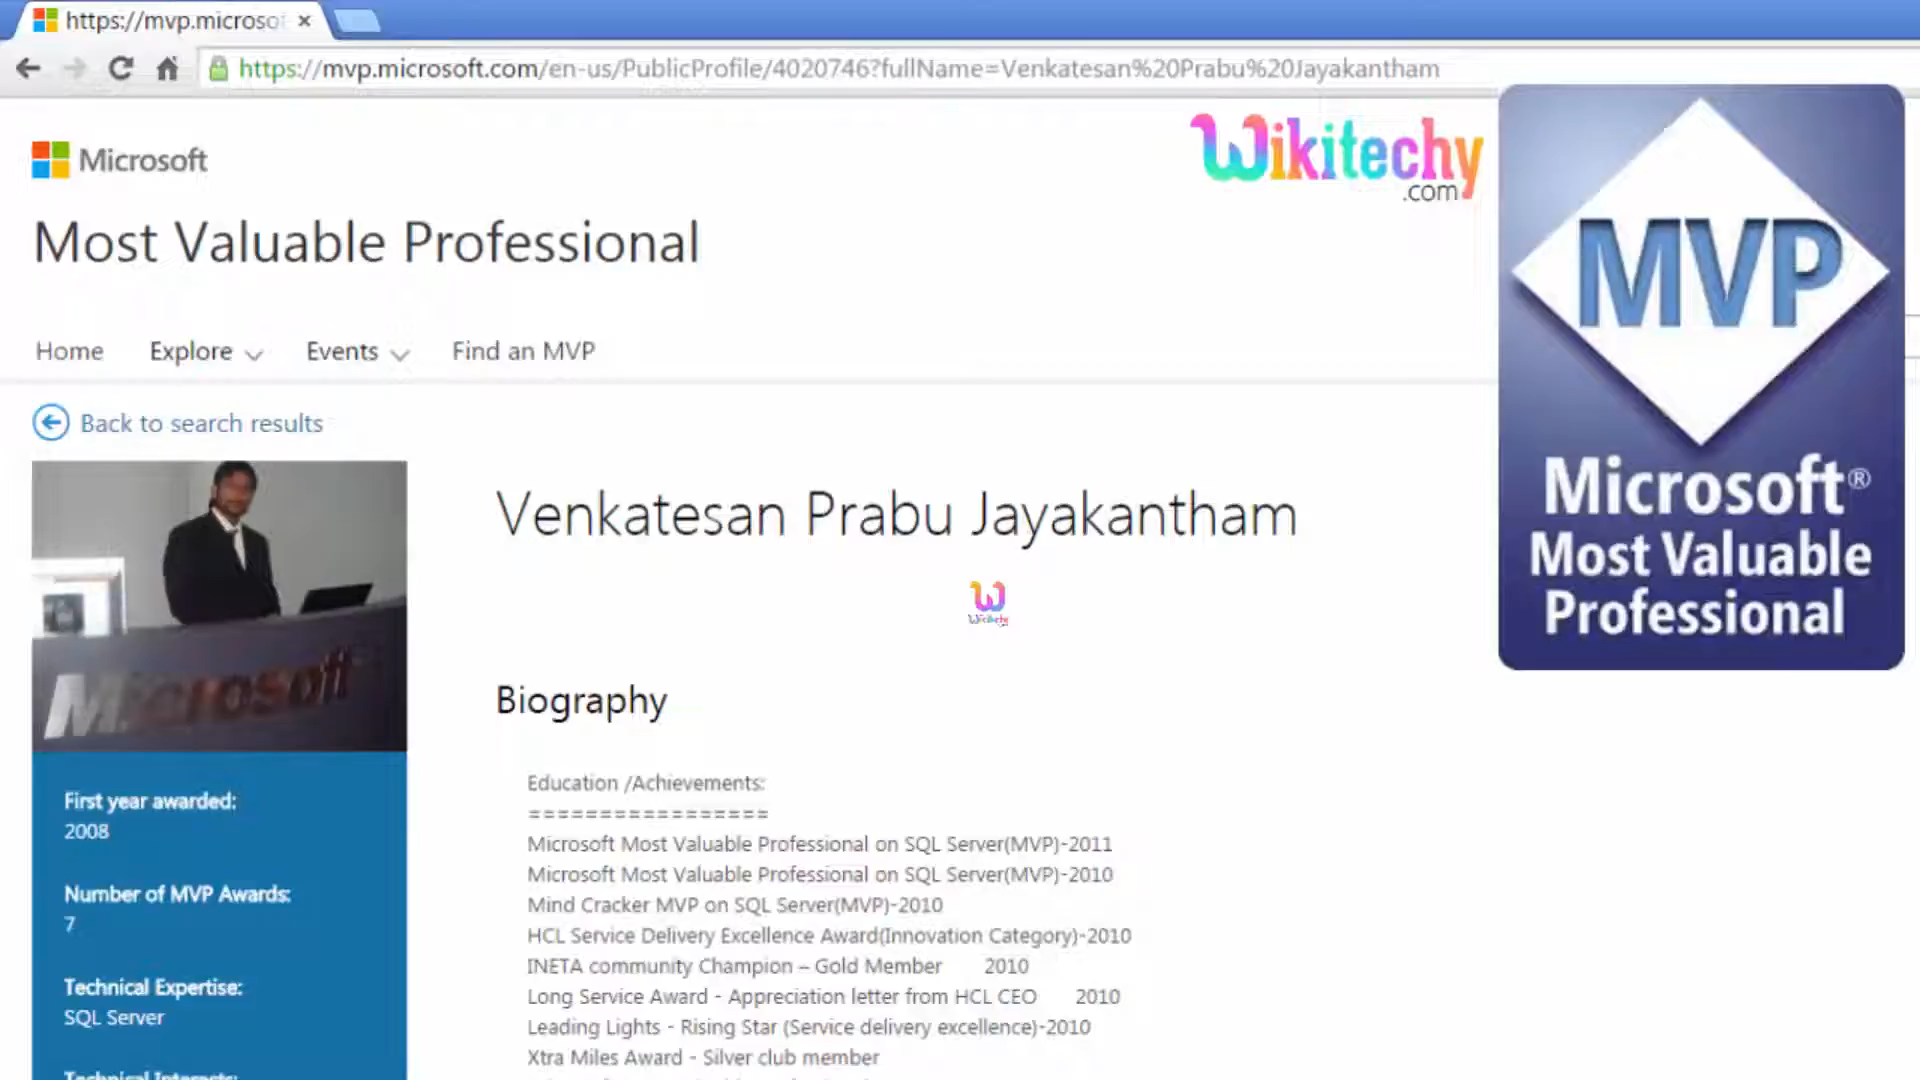 https://mvp.microsof
https://mvp.microsoft.com/en-us/PublicProfile/4020746?fullName=Venkatesan%20Prabu%20Jayakantham
Microsoft
Wikitechy
.com
Most Valuable Professional
MVP
Microsoft®
Most Valuable
Professional
Home Explore Events Find an MVP
Back to search results
Microsoft
Venkatesan Prabu Jayakantham
W
Wikitechy
Biography
First year awarded:
2008
Number of MVP Awards:
7
Technical Expertise:
SQL Server
Technical Interests:
Education /Achievements:
=================
Microsoft Most Valuable Professional on SQL Server(MVP)-2011
Microsoft Most Valuable Professional on SQL Server(MVP)-2010
Mind Cracker MVP on SQL Server(MVP)-2010
HCL Service Delivery Excellence Award(Innovation Category)-2010
INETA community Champion – Gold Member 2010
Long Service Award - Appreciation letter from HCL CEO 2010
Leading Lights - Rising Star (Service delivery excellence)-2010
Xtra Miles Award - Silver club member